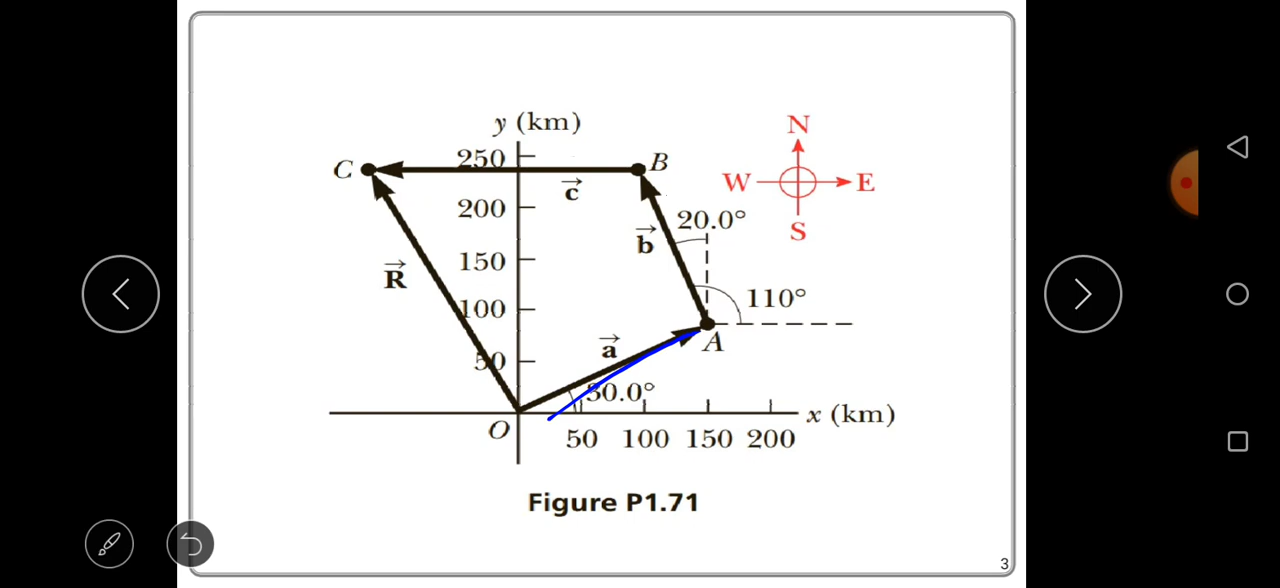 y (km)
N
C
250
B
W
E
c
200
20.0°
S
b
R
150
110°
100
a
A
50
30.0°
x (km)
O
50 100 150 200
Figure P1.71
3